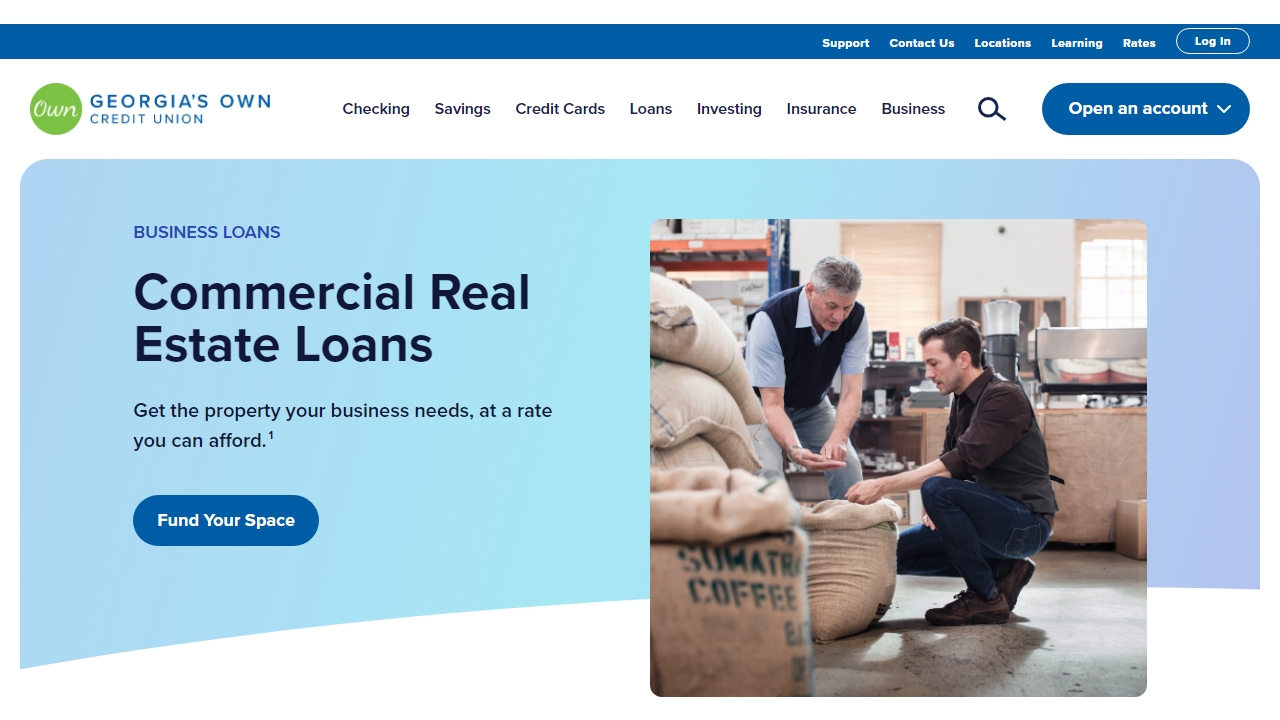 Support Contact Us Locations Learning Rates Log In
Own GEORGIA'S OWN
CREDIT UNION
Checking Savings Credit Cards Loans Investing Insurance Business Open an account
BUSINESS LOANS
Commercial Real
Estate Loans
Get the property your business needs, at a rate
you can afford.¹
Fund Your Space
SUMATR
COFFEE